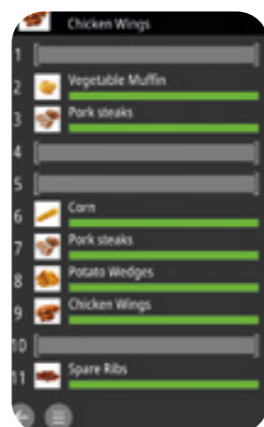 Chicken Wings
1
2 Vegetable Muffin
3 Pork steaks
4
5
6 Corn
7 Pork steaks
8 Potato Wedges
9 Chicken Wings
10
11 Spare Ribs